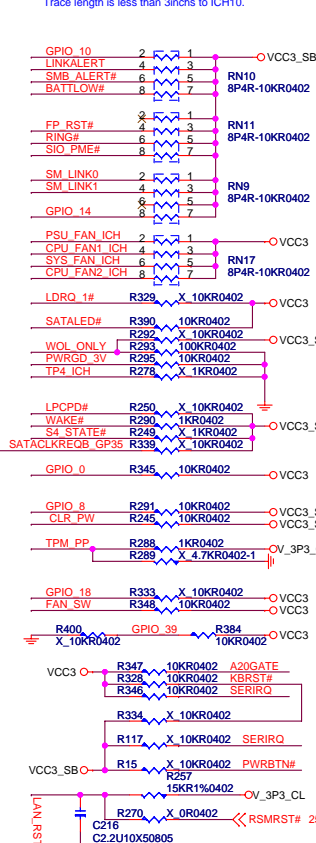 Trace length is less than 3inchs to ICH10.
GPIO_10 2 1 VCC3_SB
LINKALERT 4 3
SMB_ALERT# 6 5 RN10
BATTLOW# 8 7 8P4R-10KR0402
2 1
FP_RST# 4 3 RN11
RING# 6 5 8P4R-10KR0402
SIO_PME# 8 7
SM_LINK0 2 1
SM_LINK1 4 3 RN9
6 5 8P4R-10KR0402
GPIO_14 8 7
PSU_FAN_ICH 2 1 VCC3
CPU_FAN1_ICH 4 3
SYS_FAN_ICH 6 5 RN17
CPU_FAN2_ICH 8 7 8P4R-10KR0402
LDRQ_1# R329 X_10KR0402 VCC3
SATALED# R390 10KR0402
R292 X_10KR0402 VCC3_S
WOL_ONLY R293 100KR0402
PWRGD_3V R295 10KR0402
TP4_ICH R278 X_1KR0402
LPCPD# R250 X_10KR0402
WAKE# R290 1KR0402 VCC3_S
S4_STATE# R249 X_1KR0402
SATACLKREQB_GP35 R339 X_10KR0402
GPIO_0 R345 10KR0402 VCC3
GPIO_8 R291 10KR0402 VCC3_S
CLR_PW R245 10KR0402 VCC3_S
TPM_PP R288 1KR0402 V_3P3_
R289 X_4.7KR0402-1
GPIO_18 R333 X_10KR0402 VCC3
FAN_SW R348 10KR0402 VCC3
R400 GPIO_39 R384 VCC3
X_10KR0402 10KR0402
R347 10KR0402 A20GATE
VCC3 R328 10KR0402 KBRST#
R346 10KR0402 SERIRQ
R334 X_10KR0402
R117 X_10KR0402 SERIRQ
VCC3_SB R15 X_10KR0402 PWRBTN#
R257
15KR1%0402 V_3P3_CL
LAN_RST
R270 X_0R0402 RSMRST# 25
C216
C2.2U10X50805